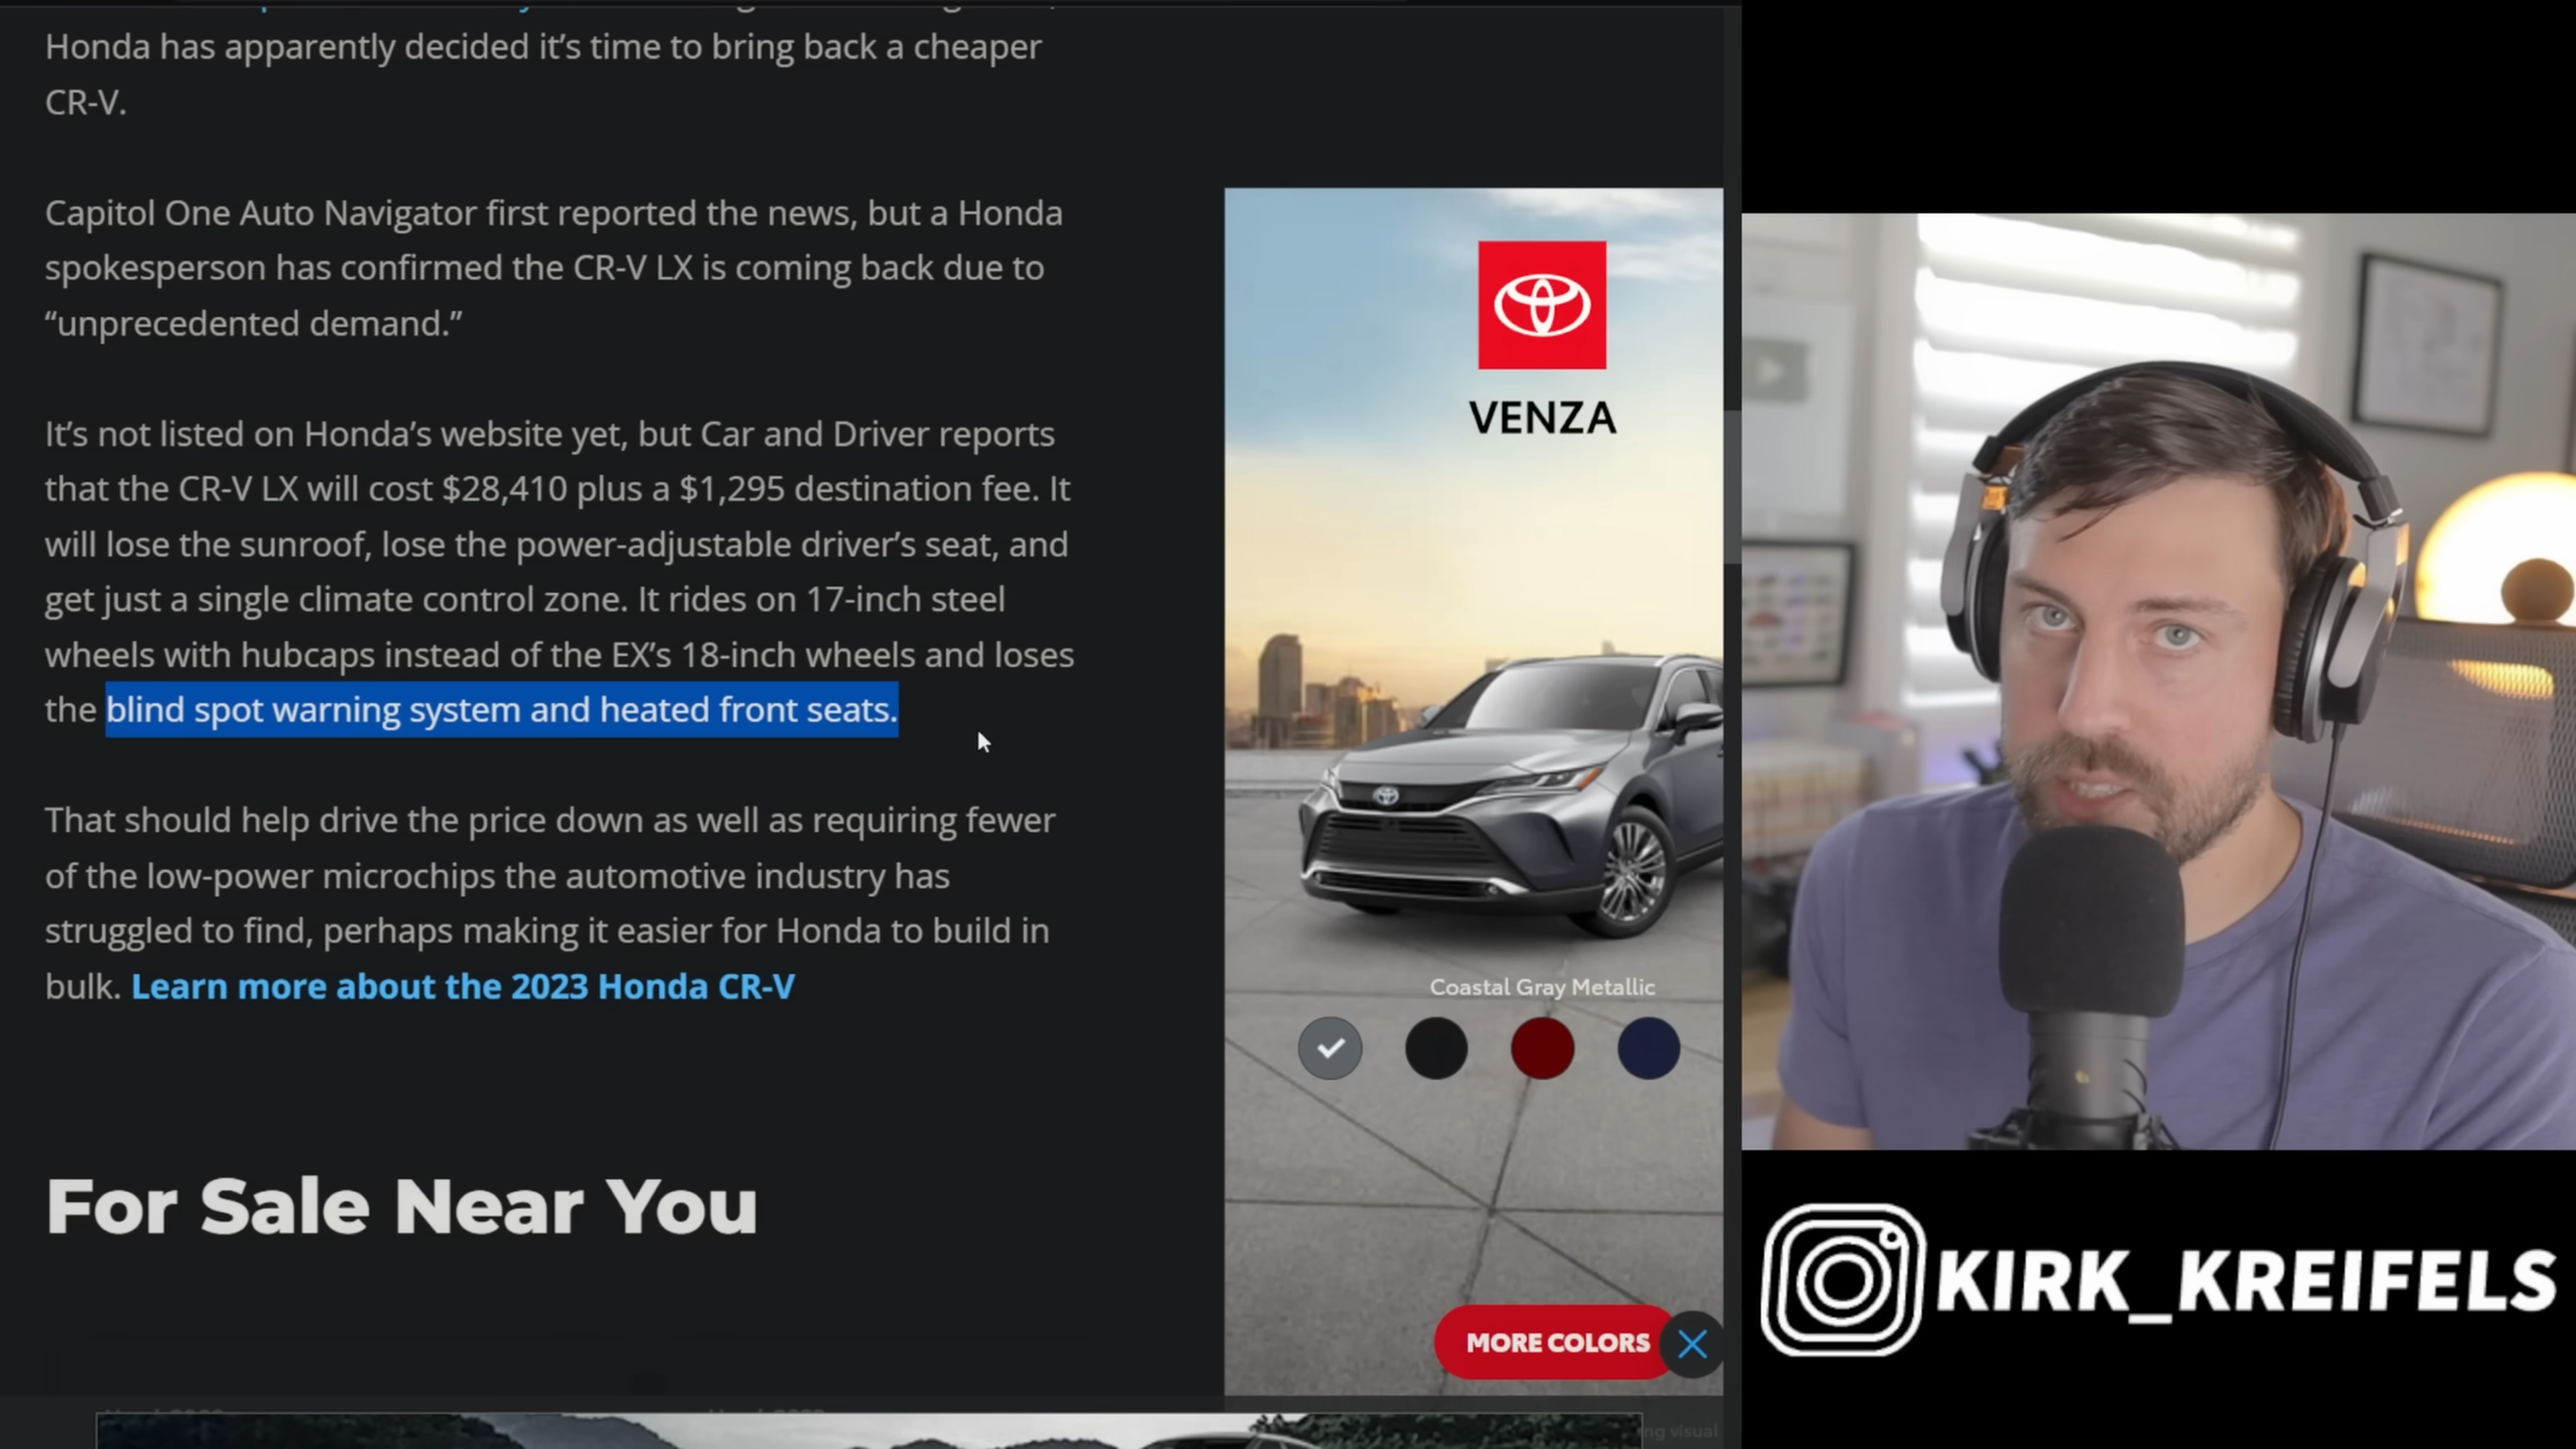 Honda has apparently decided it’s time to bring back a cheaper
CR-V.
Capitol One Auto Navigator first reported the news, but a Honda
spokesperson has confirmed the CR-V LX is coming back due to
“unprecedented demand.”
It’s not listed on Honda’s website yet, but Car and Driver reports
that the CR-V LX will cost $28,410 plus a $1,295 destination fee. It
will lose the sunroof, lose the power-adjustable driver’s seat, and
get just a single climate control zone. It rides on 17-inch steel
wheels with hubcaps instead of the EX’s 18-inch wheels and loses
the blind spot warning system and heated front seats.
That should help drive the price down as well as requiring fewer
of the low-power microchips the automotive industry has
struggled to find, perhaps making it easier for Honda to build in
bulk. Learn more about the 2023 Honda CR-V
For Sale Near You
VENZA
Coastal Gray Metallic
MORE COLORS
ng visual
KIRK_KREIFELS